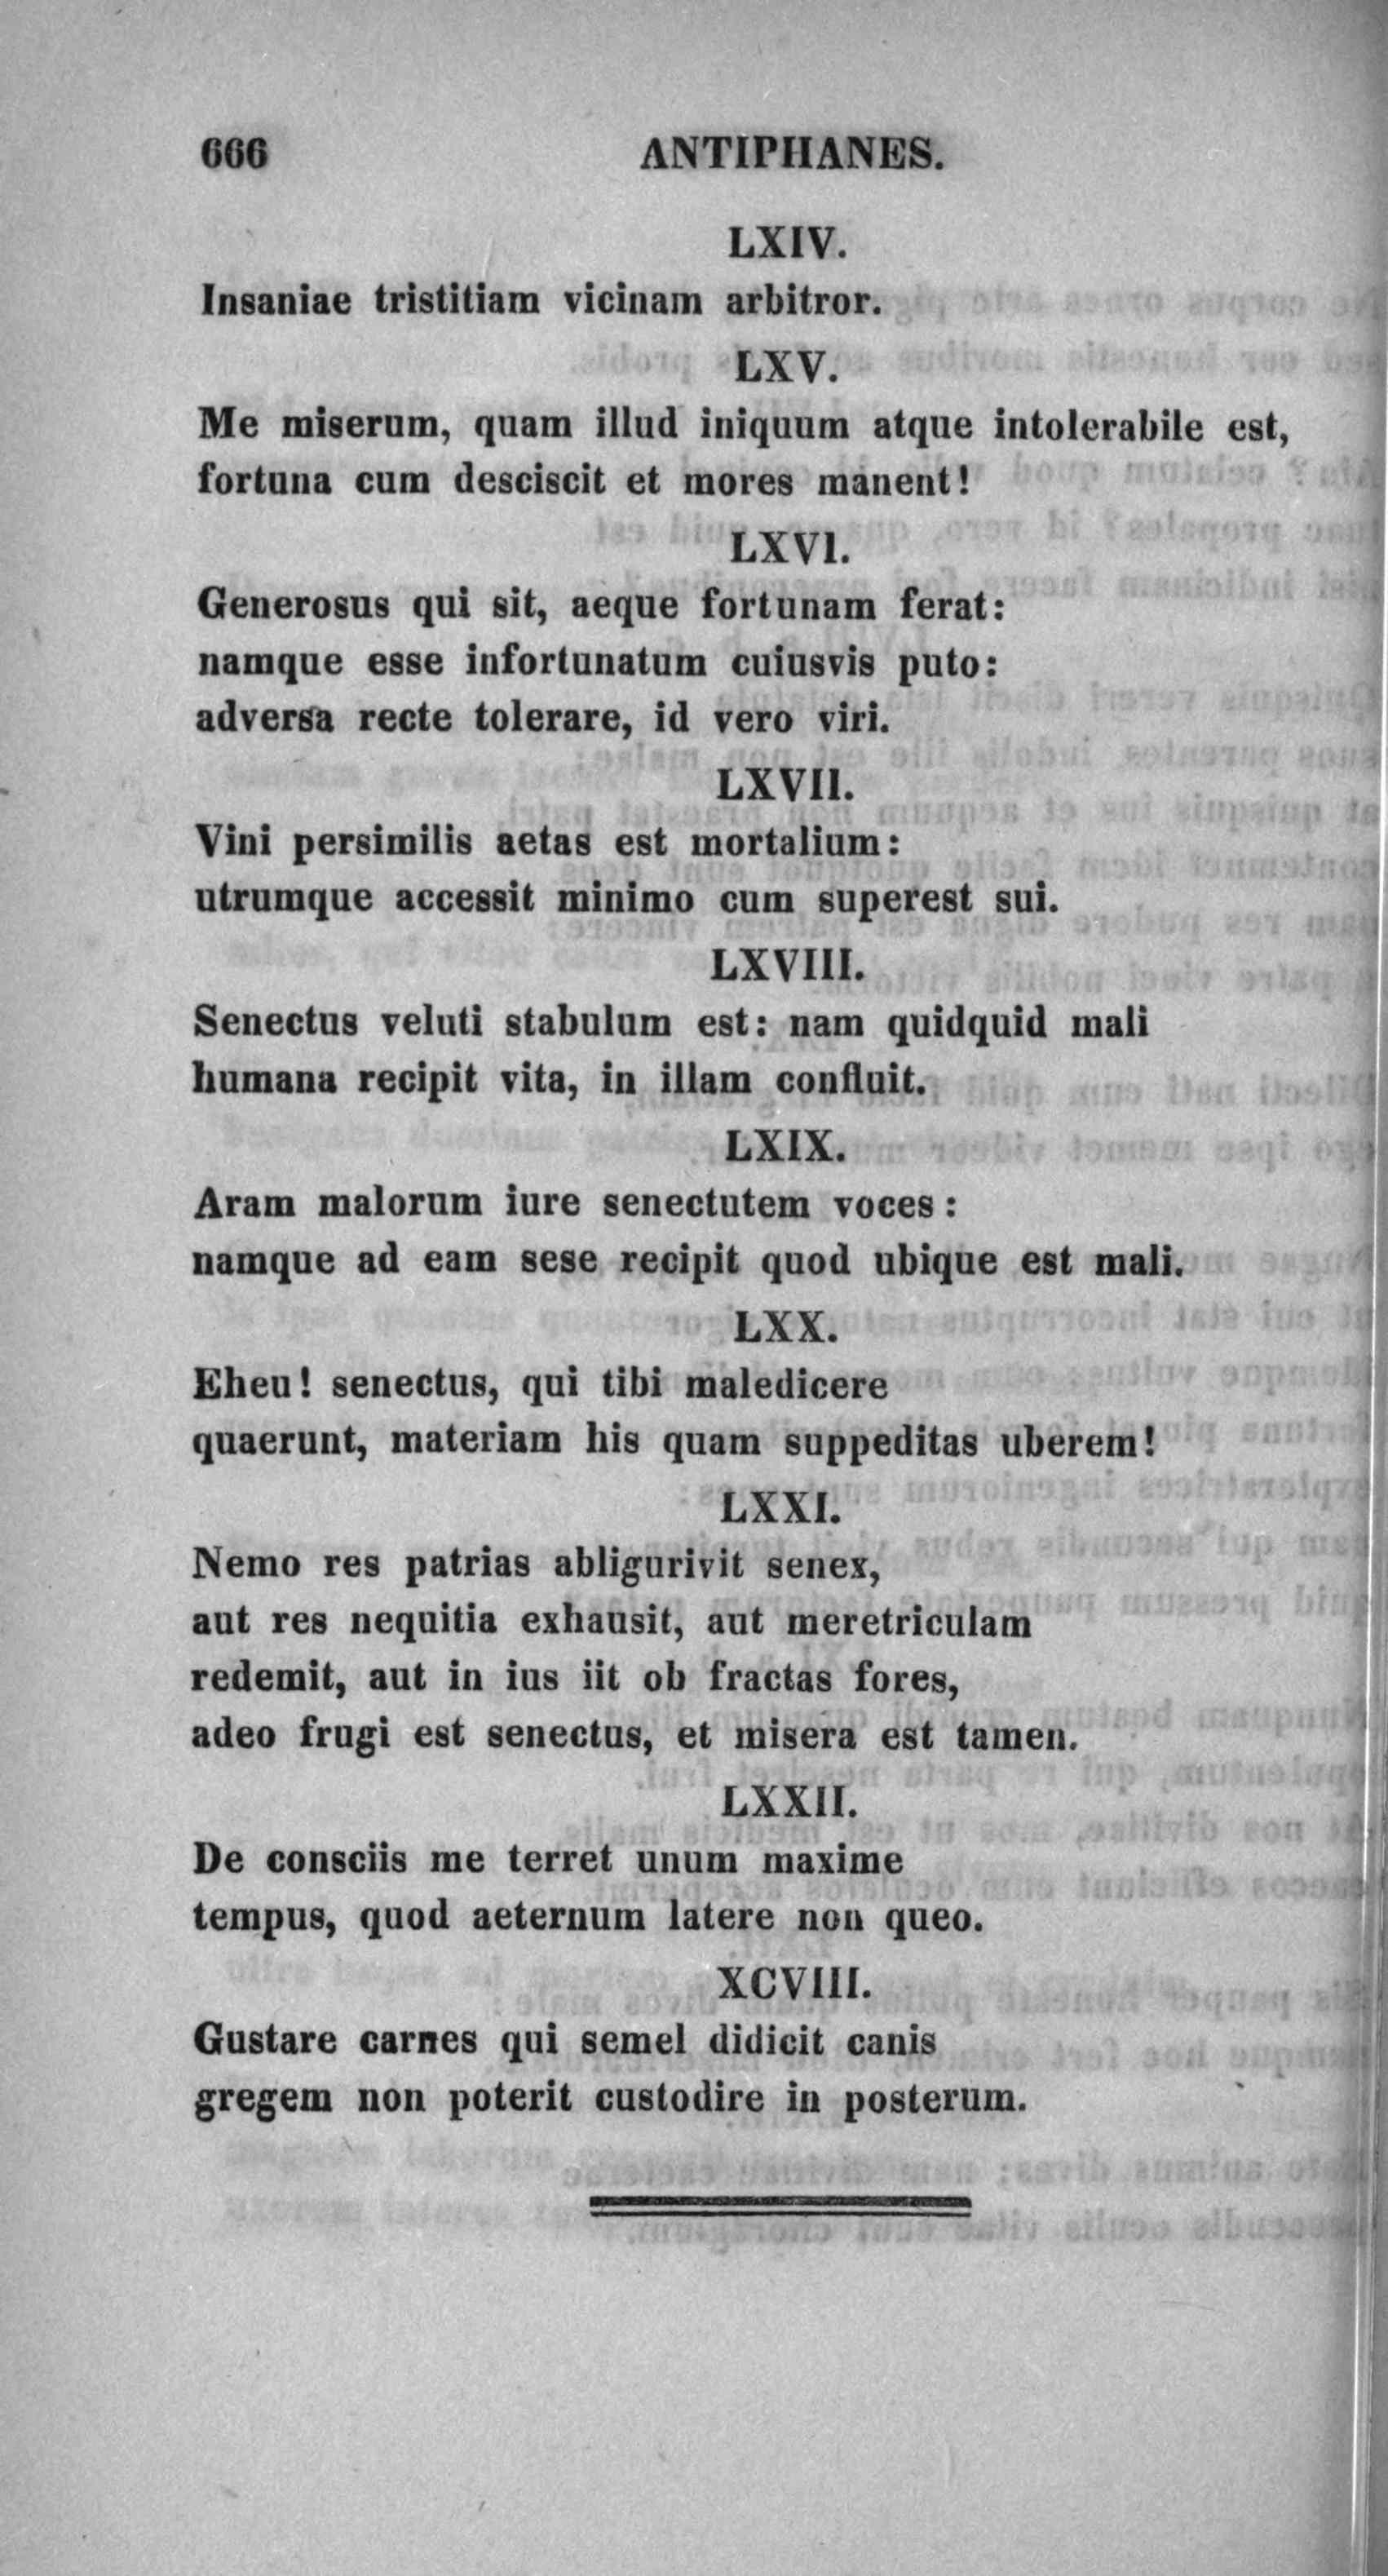 666 ANTIPHANES.
LXIV.
Insaniae tristitiam vicinam arbitror.
LXV.
Me miserum, quam illud iniquum atque intolerabile est,
fortuna cum desciscit et mores manent!
LXVI.
Generosus qui sit, aeque fortunam ferat:
namque esse infortunatum cuiusvis puto:
adversa recte tolerare, id vero viri.
LXVII.
Vini persimilis aetas est mortalium:
utrumque accessit minimo cum superest sui.
LXVIII.
Senectus veluti stabulum est: nam quidquid mali
humana recipit vita, in illam confluit.
LXIX.
Aram malorum iure senectutem voces:
namque ad eam sese recipit quod ubique est mali.
LXX.
Eheu! senectus, qui tibi maledicere
quaerunt, materiam his quam suppeditas uberem!
LXXI.
Nemo res patrias abligurivit senex,
aut res nequitia exhausit, aut meretriculam
redemit, aut in ius iit ob fractas fores,
adeo frugi est senectus, et misera est tamen.
LXXII.
De consciis me terret unum maxime
tempus, quod aeternum latere non queo.
XCVIII.
Gustare carnes qui semel didicit canis
gregem non poterit custodire in posterum.